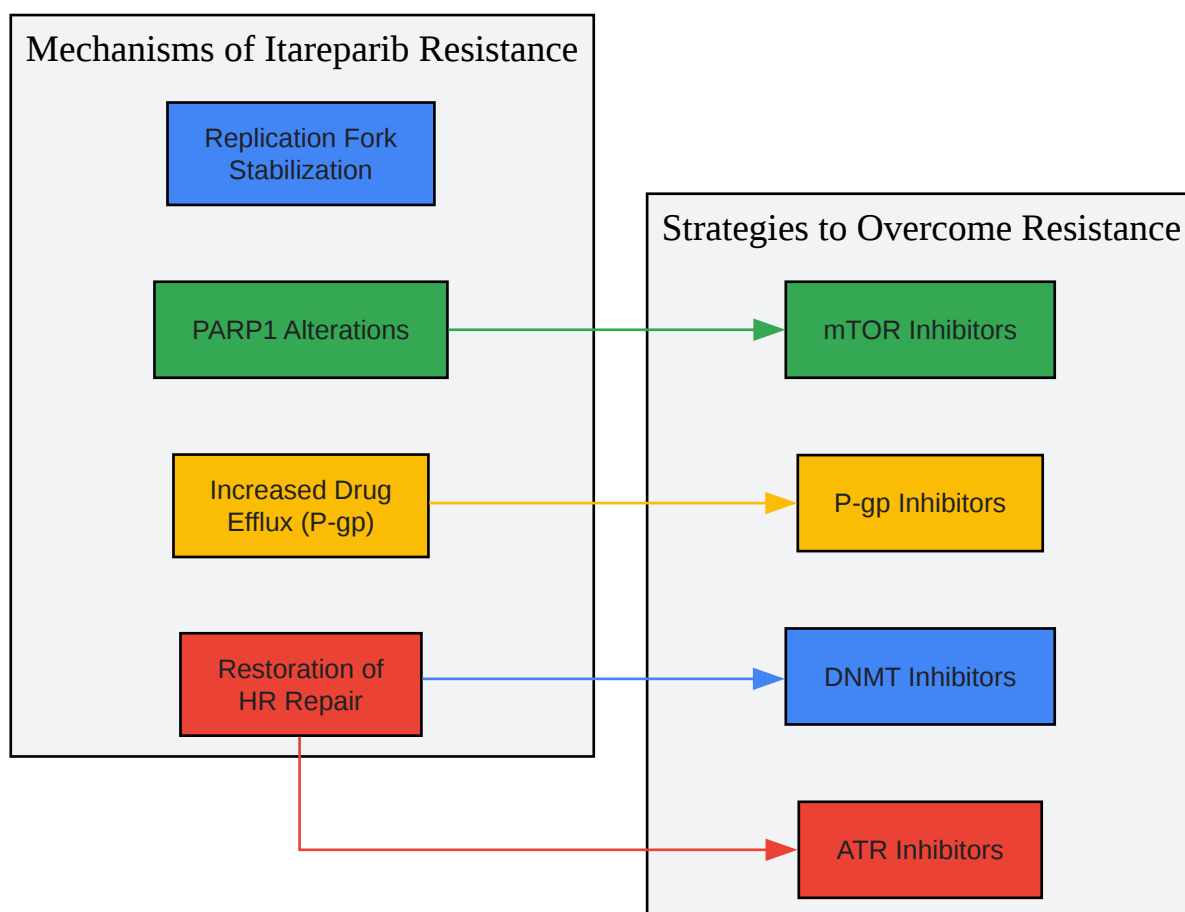 Mechanisms of Itareparib Resistance
Replication Fork
Stabilization
PARP1 Alterations
Increased Drug
Efflux (P-gp)
Restoration of
HR Repair
Strategies to Overcome Resistance
mTOR Inhibitors
P-gp Inhibitors
DNMT Inhibitors
ATR Inhibitors